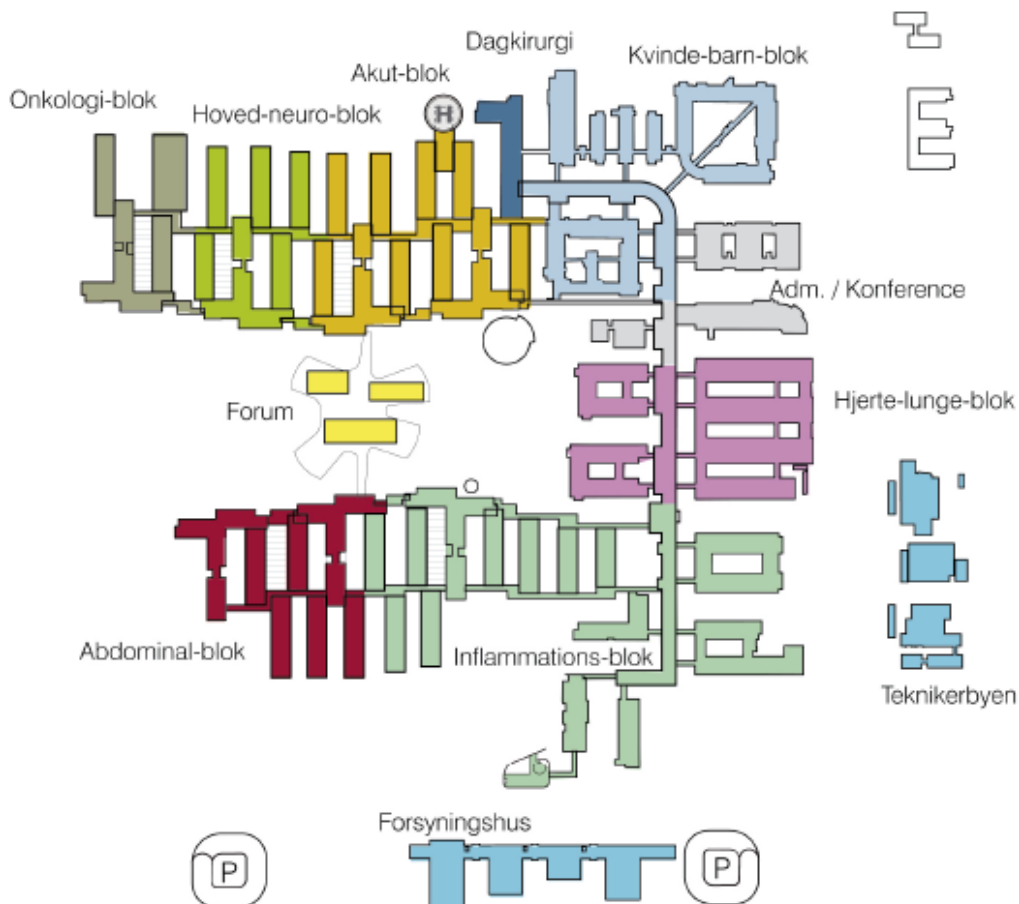 Dagkirurgi
Kvinde-barn-blok
Akut-blok
Onkologi-blok
Hoved-neuro-blok
H
Adm. / Konference
Forum
Hjerte-lunge-blok
Abdominal-blok
Inflammations-blok
Teknikerbyen
Forsyningshus
P
P